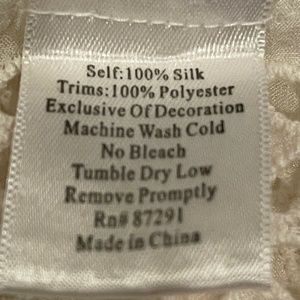 Self:100% Silk
Trims:100% Polyester
Exclusive Of Decoration
Machine Wash Cold
No Bleach
Tumble Dry Low
Remove Promptly
Rn# 87291
Made in China